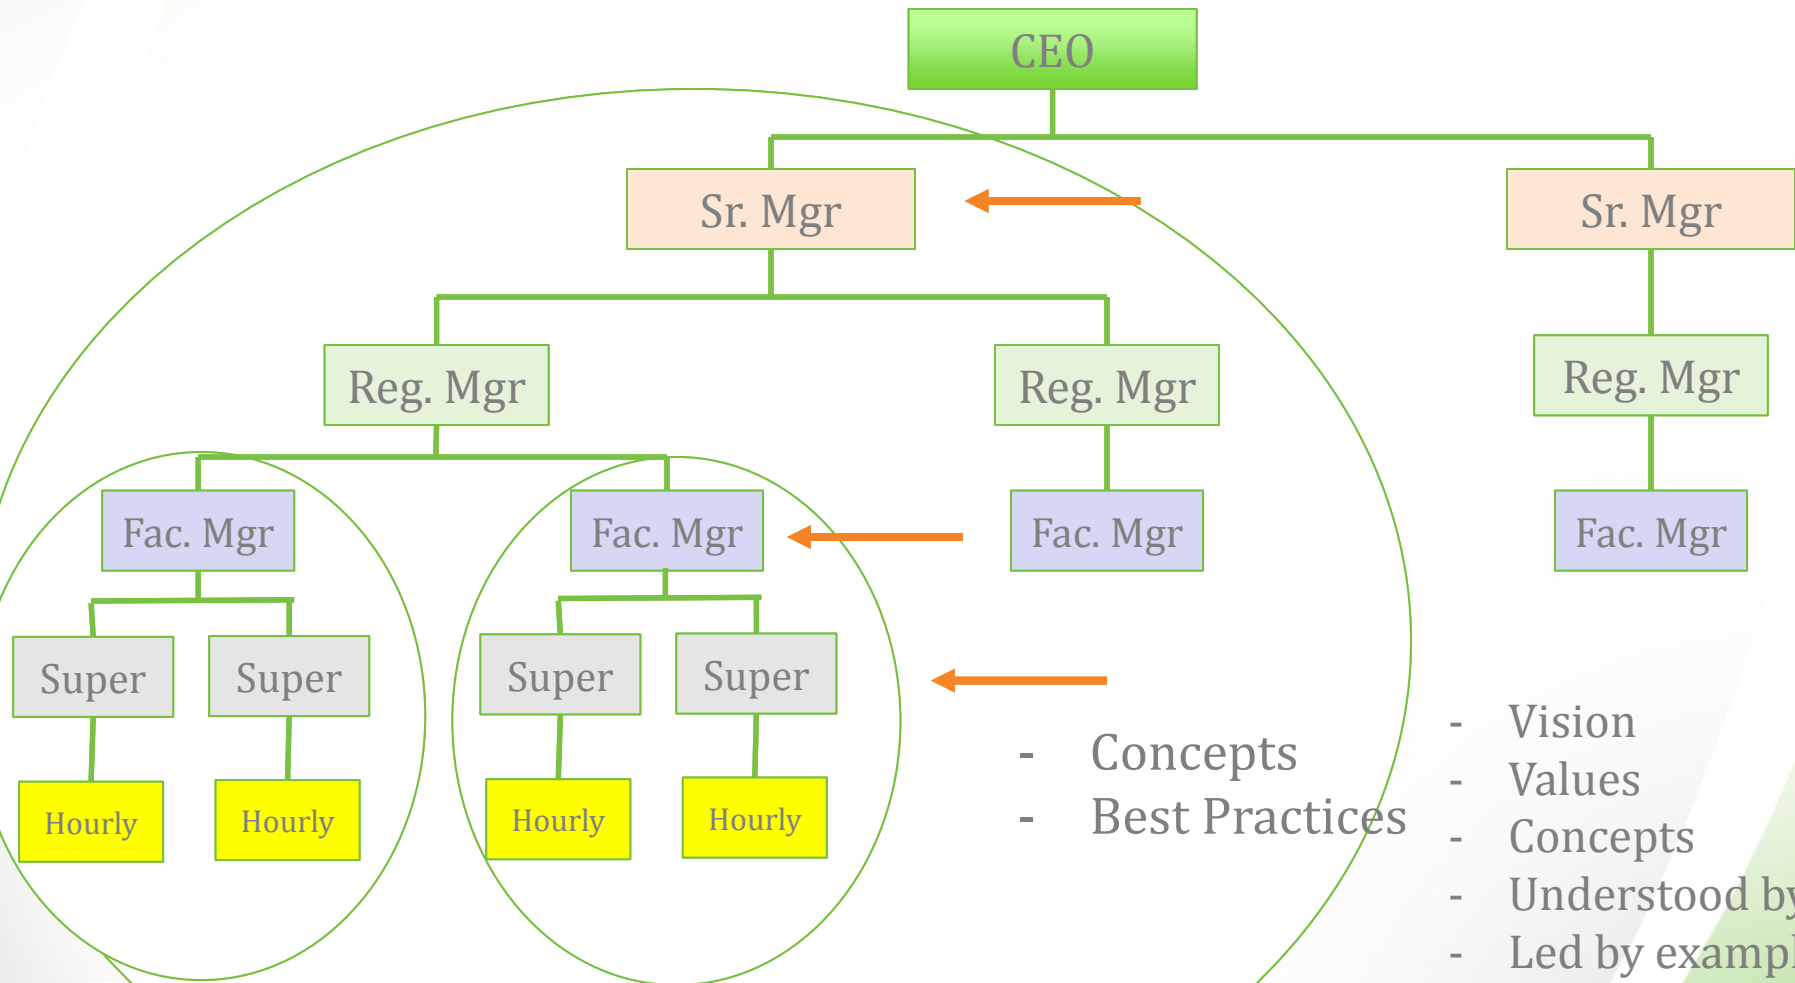 CEO
Sr. Mgr
Sr. Mgr
Reg. Mgr
Reg. Mgr
Reg. Mgr
Fac. Mgr
Fac. Mgr
Fac. Mgr
Fac. Mgr
Super
Super
Super
Super
Hourly
Hourly
Hourly
Hourly
- Concepts
- Best Practices
- Vision
- Values
- Concepts
- Understood by
- Led by exampl